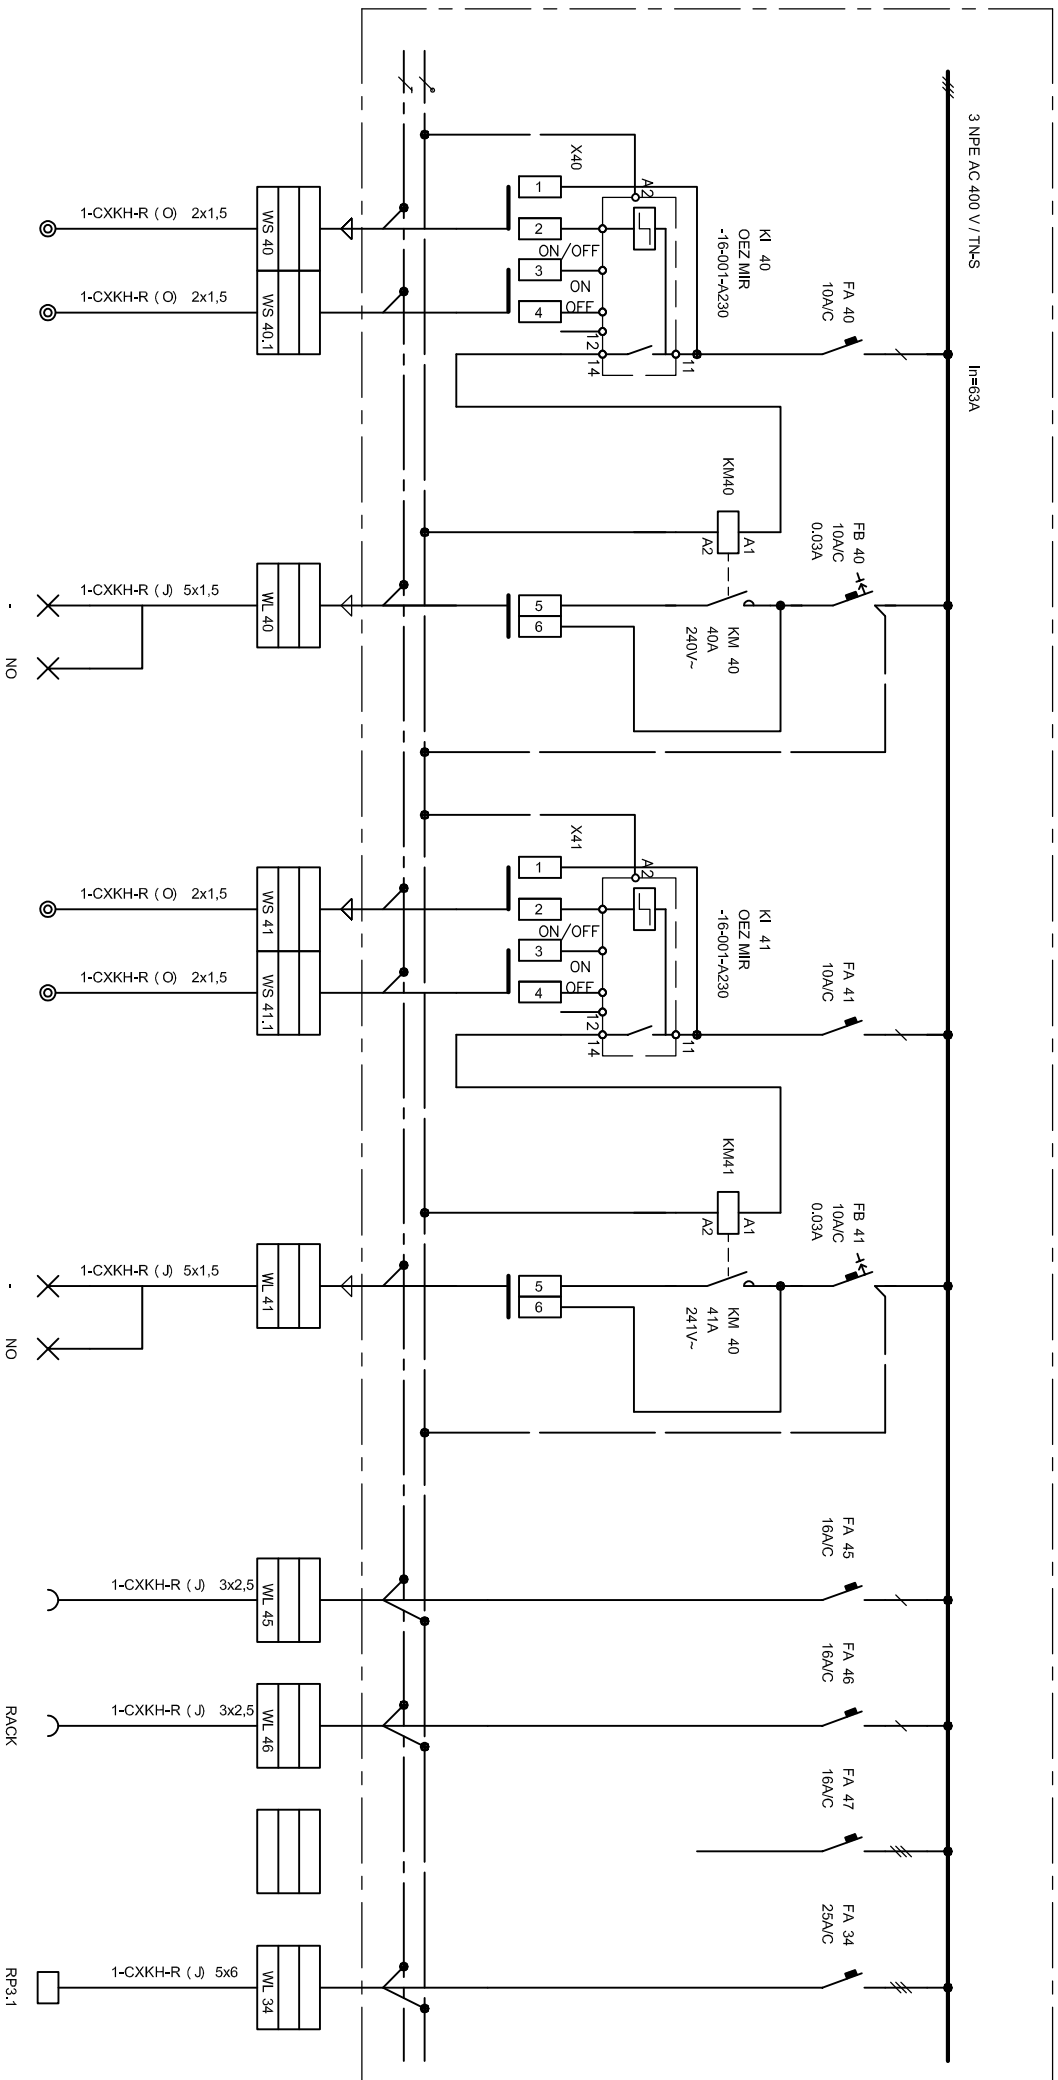 3 NPE AC 400 V / TN-S
In=63A
FA 40
10A/C
KI 40
OEZ MIR
-16-001-A230
A2
X40
1
2
3
4
ON/OFF
ON
OFF
12
14
11
WS 40
WS 40.1
1-CXKH-R ( O ) 2x1,5
1-CXKH-R ( O ) 2x1,5
FB 40
10A/C
0.03A
KM40
A1
A2
KM 40
40A
240V~
5
6
WL 40
1-CXKH-R ( J ) 5x1,5
-
NO
FA 41
10A/C
KI 41
OEZ MIR
-16-001-A230
A2
X41
1
2
3
4
ON/OFF
ON
OFF
12
14
11
WS 41
WS 41.1
1-CXKH-R ( O ) 2x1,5
1-CXKH-R ( O ) 2x1,5
FB 41
10A/C
0.03A
KM41
A1
A2
KM 40
41A
241V~
5
6
WL 41
1-CXKH-R ( J ) 5x1,5
-
NO
FA 45
16A/C
WL 45
1-CXKH-R ( J ) 3x2,5
FA 46
16A/C
WL 46
1-CXKH-R ( J ) 3x2,5
RACK
FA 47
16A/C
FA 34
25A/C
WL 34
1-CXKH-R ( J ) 5x6
RP3.1